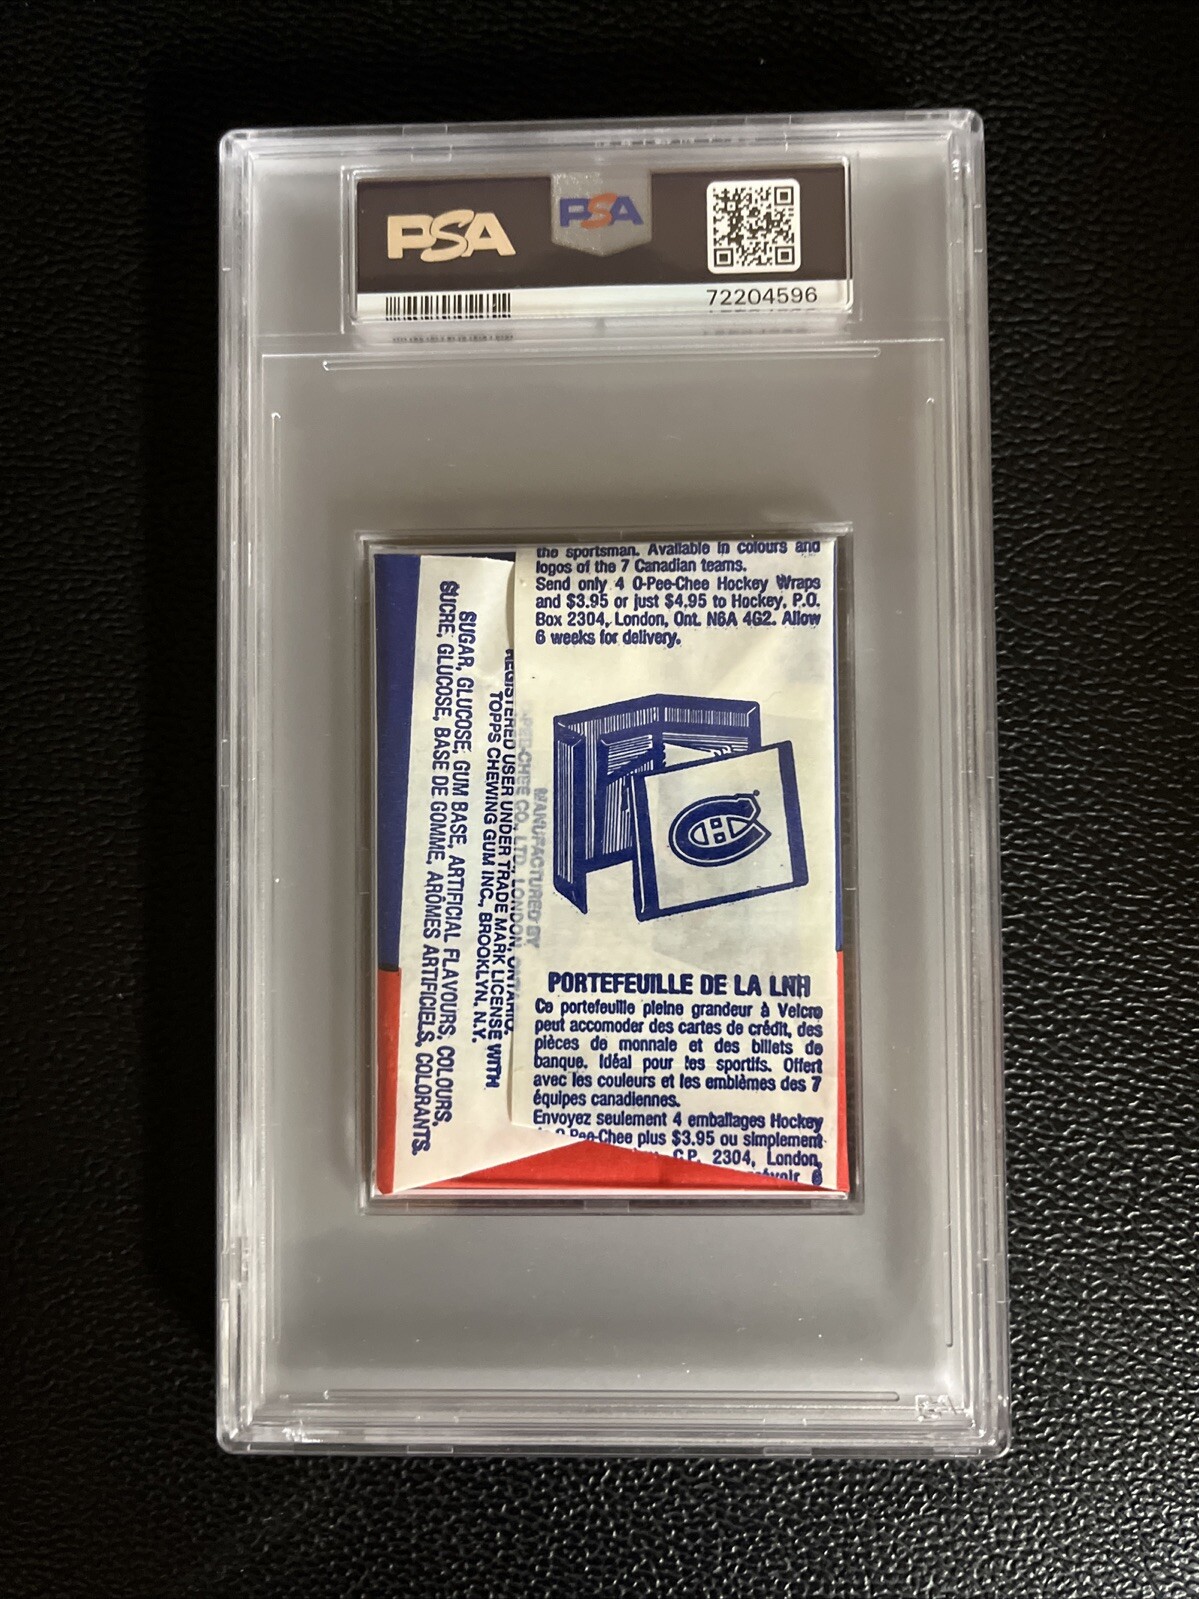 PSA
PSA
72204596
the sportsman. Available in colours and
logos of the 7 Canadian teams.
Send only 4 O-Pee-Chee Hockey Wraps
and $3.95 or just $4.95 to Hockey, P.O.
Box 2304, London, Ont. N6A 4G2. Allow
6 weeks for delivery.
PORTEFEUILLE DE LA LNH
Ce portefeuille pleine grandeur à Velcro
peut accomoder des cartes de crédit, des
pièces de monnaie et des billets de
banque. Idéal pour les sportifs. Offert
avec les couleurs et les emblèmes des 7
équipes canadiennes.
Envoyez seulement 4 emballages Hockey
O-Pee-Chee plus $3.95 ou simplement
C.P. 2304, London,
6
MANUFACTURED BY
O-PEE-CHEE CO., LTD., LONDON, ONTARIO,
REGISTERED USER UNDER TRADE MARK LICENSE WITH
TOPPS CHEWING GUM INC., BROOKLYN, N.Y.
SUGAR, GLUCOSE, GUM BASE, ARTIFICIAL FLAVOURS, COLOURS,
SUCRE, GLUCOSE, BASE DE GOMME, ARÔMES ARTIFICIELS, COLORANTS.